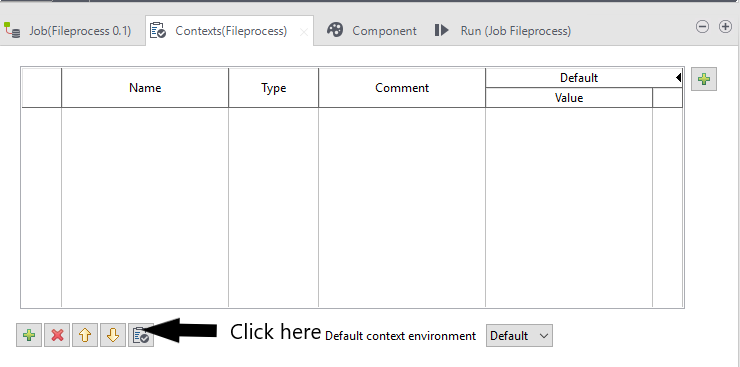 Job(Fileprocess 0.1) Contexts(Fileprocess) Component Run (Job Fileprocess)
Name Type Comment Default
Value
Click here Default context environment Default